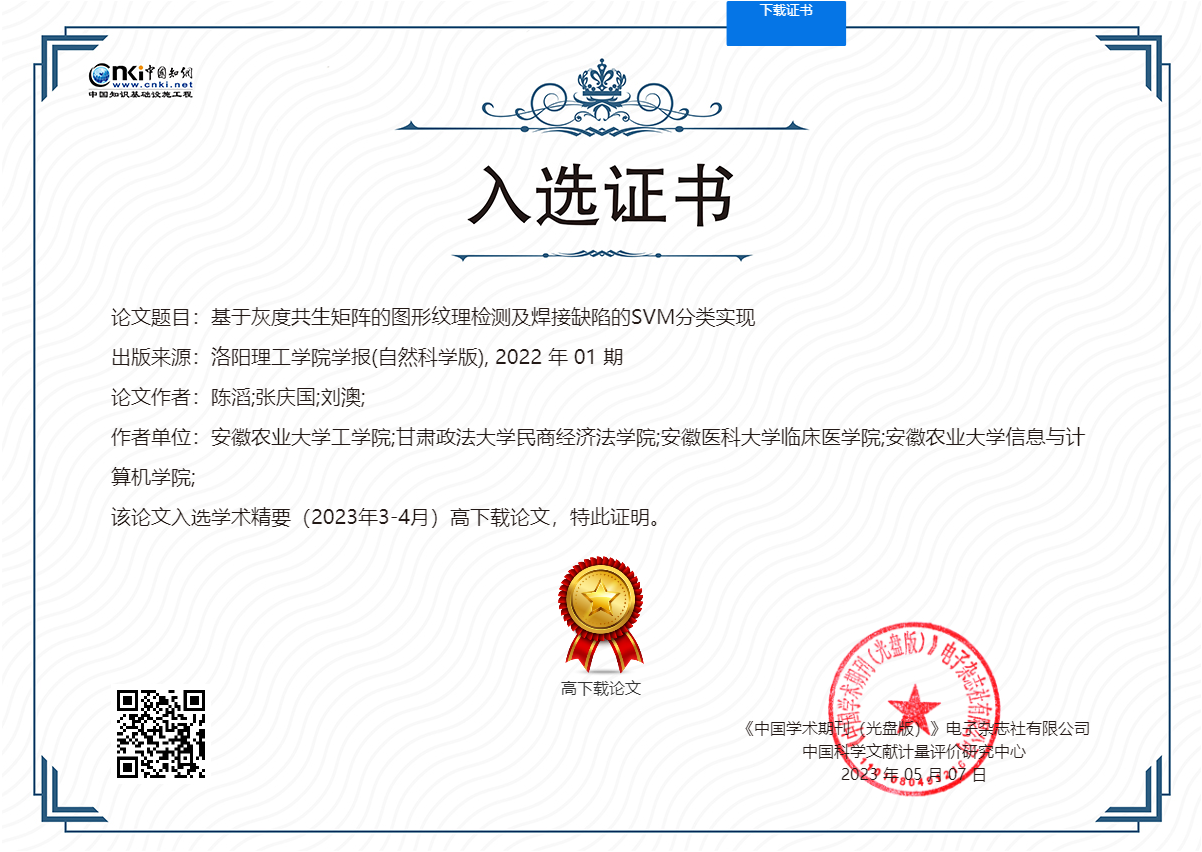 下载证书
cnki中国知网
www.cnki.net
中国知识基础设施工程
入选证书
论文题目：基于灰度共生矩阵的图形纹理检测及焊接缺陷的SVM分类实现
出版来源：洛阳理工学院学报(自然科学版), 2022 年 01 期
论文作者：陈滔;张庆国;刘澳;
作者单位：安徽农业大学工学院;甘肃政法大学民商经济法学院;安徽医科大学临床医学院;安徽农业大学信息与计
算机学院;
该论文入选学术精要（2023年3-4月）高下载论文，特此证明。
高下载论文
《中国学术期刊（光盘版）》电子杂志社有限公司
《中国学术期刊（光盘版）》电子杂志社有限公司
中国科学文献计量评价研究中心
2023 年 05 月 07 日